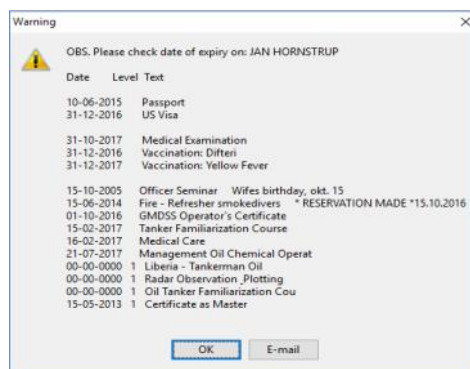 Warning
OBS. Please check date of expiry on: JAN HORNSTRUP
Date Level Text
10-06-2015 Passport
31-12-2016 US Visa
31-10-2017 Medical Examination
31-12-2016 Vaccination: Difteri
31-12-2017 Vaccination: Yellow Fever
15-10-2005 Officer Seminar Wifes birthday, okt. 15
15-06-2014 Fire - Refresher smokedivers * RESERVATION MADE *15.10.2016
01-10-2016 GMDSS Operator's Certificate
15-02-2017 Tanker Familiarization Course
16-02-2017 Medical Care
21-07-2017 Management Oil Chemical Operat
00-00-0000 1 Liberia - Tankerman Oil
00-00-0000 1 Radar Observation ,Plotting
00-00-0000 1 Oil Tanker Familiarization Cou
15-05-2013 1 Certificate as Master
OK E-mail